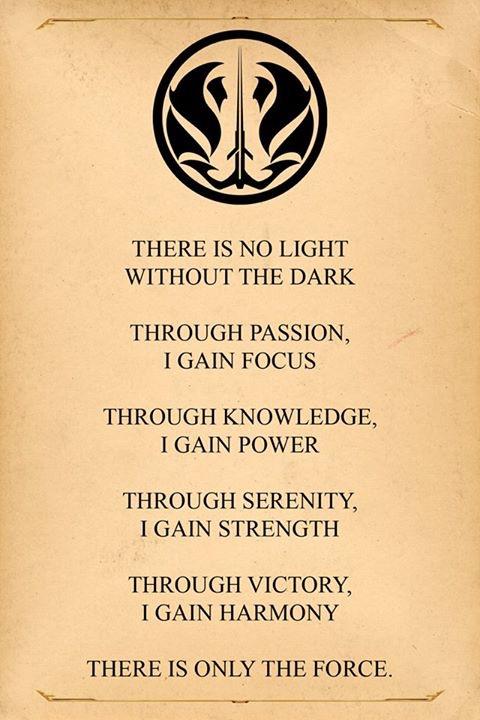 THERE IS NO LIGHT
WITHOUT THE DARK
THROUGH PASSION,
I GAIN FOCUS
THROUGH KNOWLEDGE,
I GAIN POWER
THROUGH SERENITY,
I GAIN STRENGTH
THROUGH VICTORY,
I GAIN HARMONY
THERE IS ONLY THE FORCE.